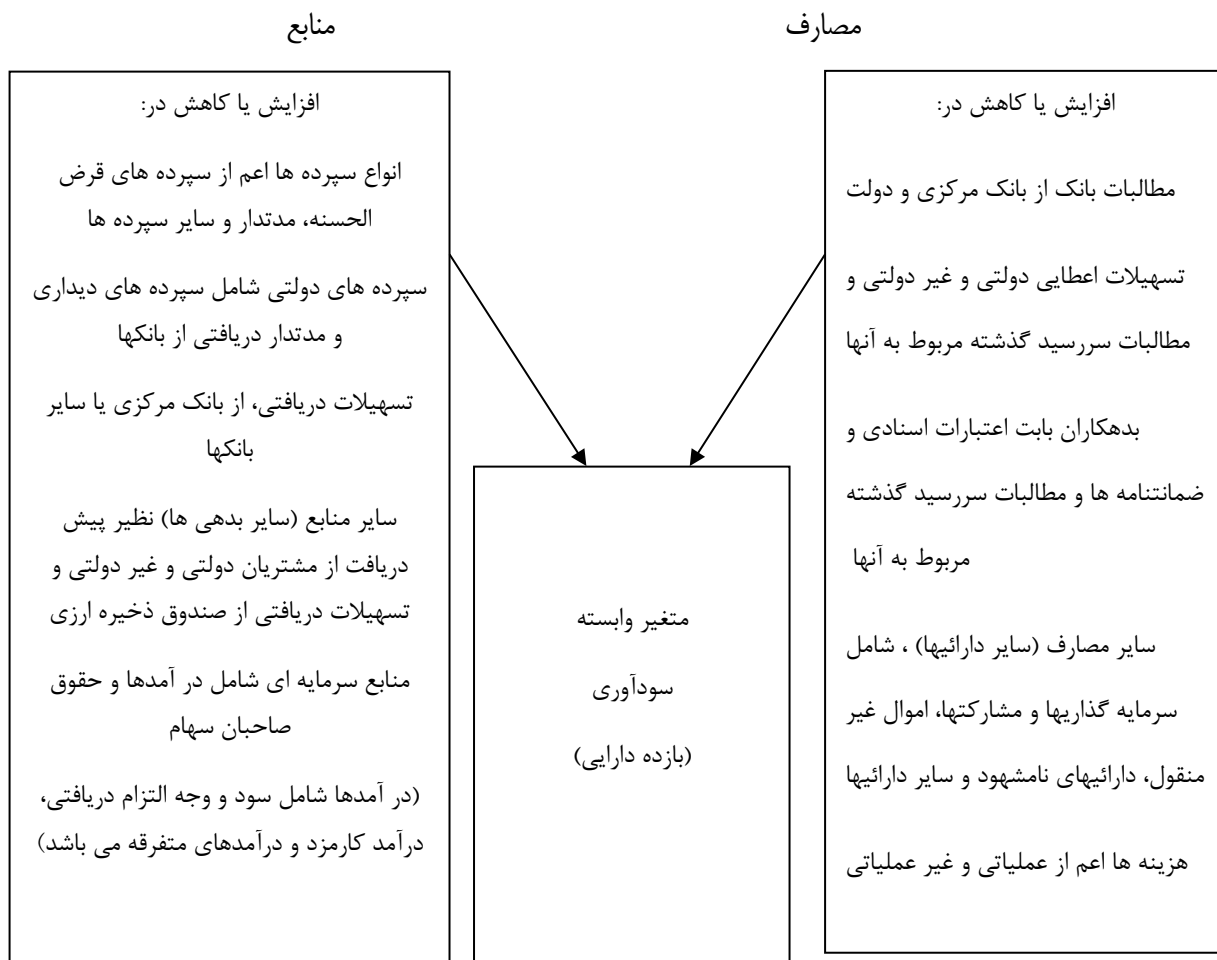 مصارف
منابع
افزایش یا کاهش در:
مطالبات بانک از بانک مرکزی و دولت
تسهیلات اعطایی دولتی و غیر دولتی و
مطالبات سررسید گذشته مربوط به آنها
بدهکاران بابت اعتبارات اسنادی و
ضمانتنامه ها و مطالبات سررسید گذشته
مربوط به آنها
سایر مصارف (سایر دارائیها) ، شامل
سرمایه گذاریها و مشارکتها، اموال غیر
منقول، دارائیهای نامشهود و سایر دارائیها
هزینه ها اعم از عملیاتی و غیر عملیاتی
متغیر وابسته
سودآوری
(بازده دارایی)
افزایش یا کاهش در:
انواع سپرده ها اعم از سپرده های قرض
الحسنه، مدتدار و سایر سپرده ها
سپرده های دولتی شامل سپرده های دیداری
و مدتدار دریافتی از بانکها
تسهیلات دریافتی، از بانک مرکزی یا سایر
بانکها
سایر منابع (سایر بدهی ها) نظیر پیش
دریافت از مشتریان دولتی و غیر دولتی و
تسهیلات دریافتی از صندوق ذخیره ارزی
منابع سرمایه ای شامل در آمدها و حقوق
صاحبان سهام
(در آمدها شامل سود و وجه التزام دریافتی،
درآمد کارمزد و درآمدهای متفرقه می باشد)